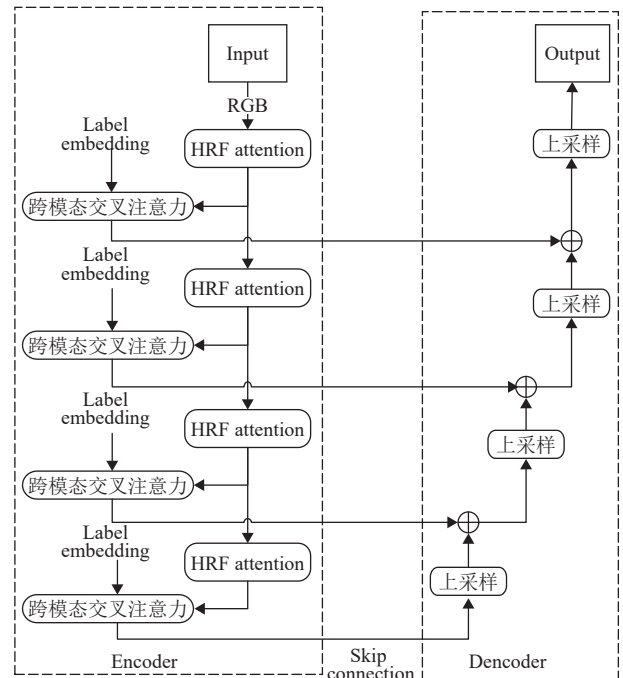 Input
Output
RGB
Label
embedding
HRF attention
上采样
跨模态交叉注意力
Label
embedding
HRF attention
上采样
跨模态交叉注意力
Label
embedding
HRF attention
上采样
跨模态交叉注意力
Label
embedding
HRF attention
上采样
跨模态交叉注意力
Encoder
Skip
connection
Dencoder